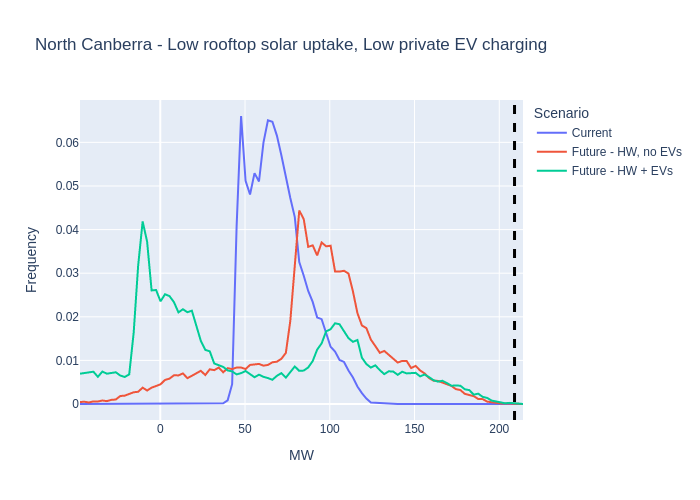 North Canberra - Low rooftop solar uptake, Low private EV charging
Scenario
Current
Future - HW, no EVs
Future - HW + EVs
Frequency
0.06
0.05
0.04
0.03
0.02
0.01
0
0
50
100
150
200
MW